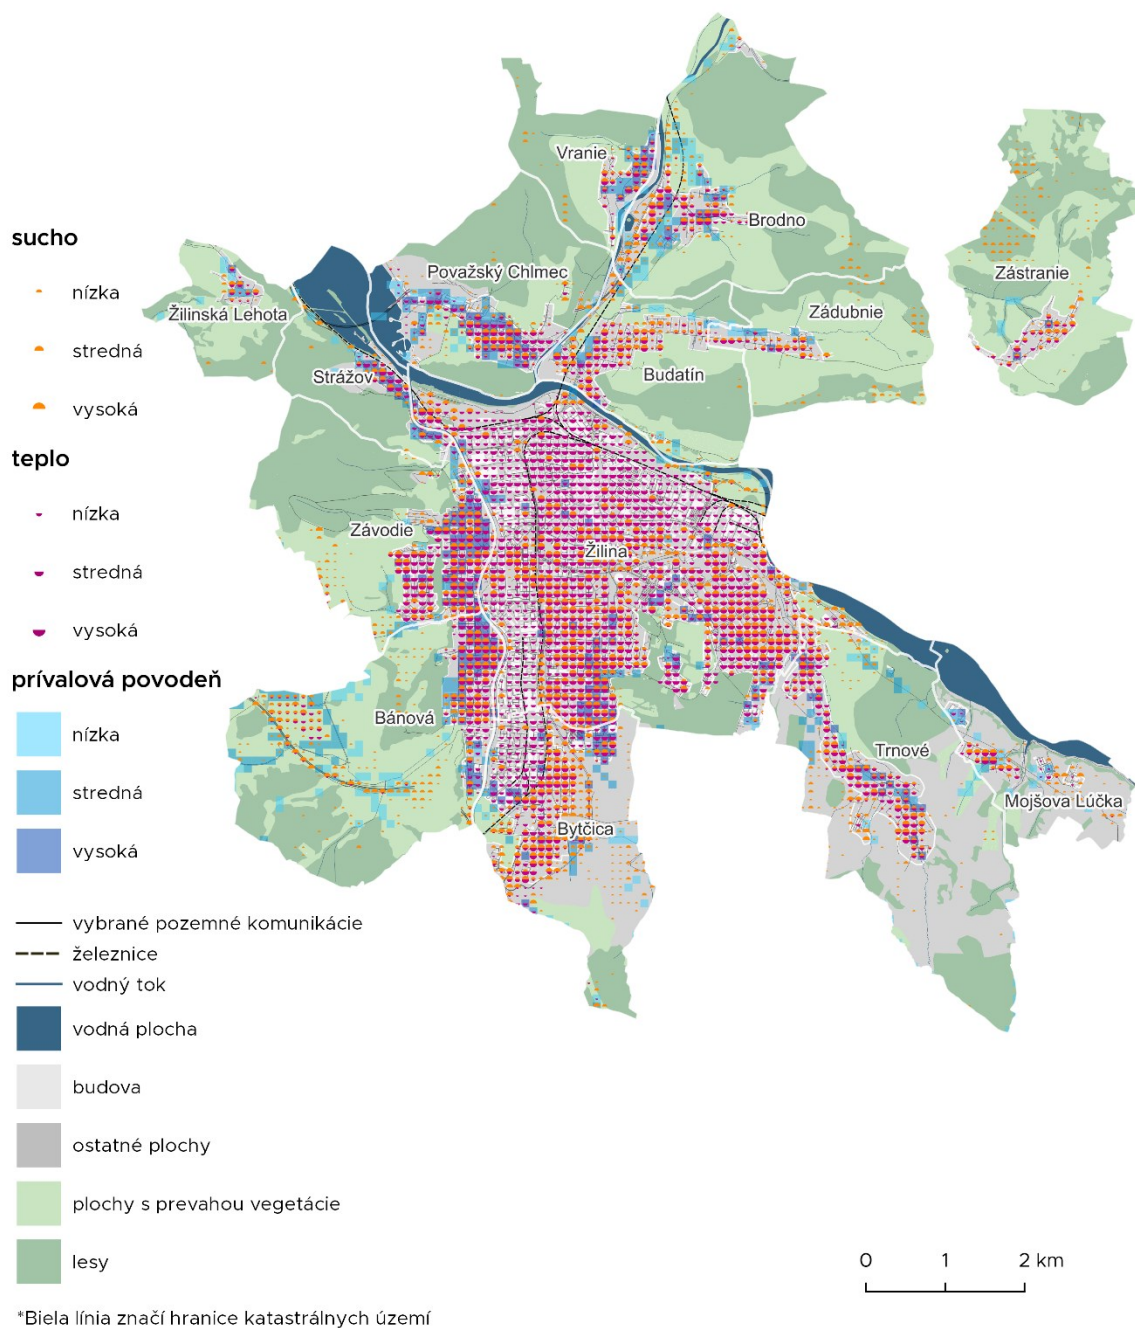 Vranie
Brodno
sucho
Považský Chlmec
Zástranie
nízka
Žilinská Lehota
Zádubnie
stredná
Strážov
Budatín
vysoká
teplo
nízka
Závodie
Žilina
stredná
vysoká
prívalová povodeň
nízka
Bánová
Trnové
stredná
Mojšova Lúčka
Bytčica
vysoká
vybrané pozemné komunikácie
železnice
vodný tok
vodná plocha
budova
ostatné plochy
plochy s prevahou vegetácie
lesy
0 1 2 km
*Biela línia značí hranice katastrálnych území